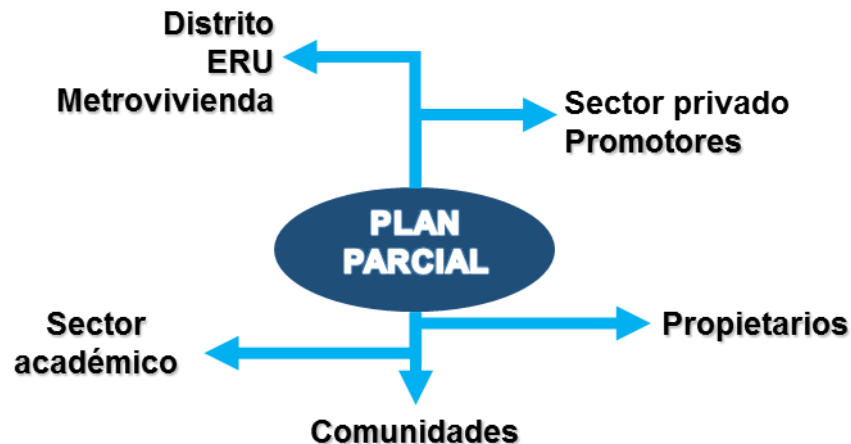 Distrito
ERU
Metrovivienda
Sector privado
Promotores
PLAN
PARCIAL
Sector
académico
Propietarios
Comunidades